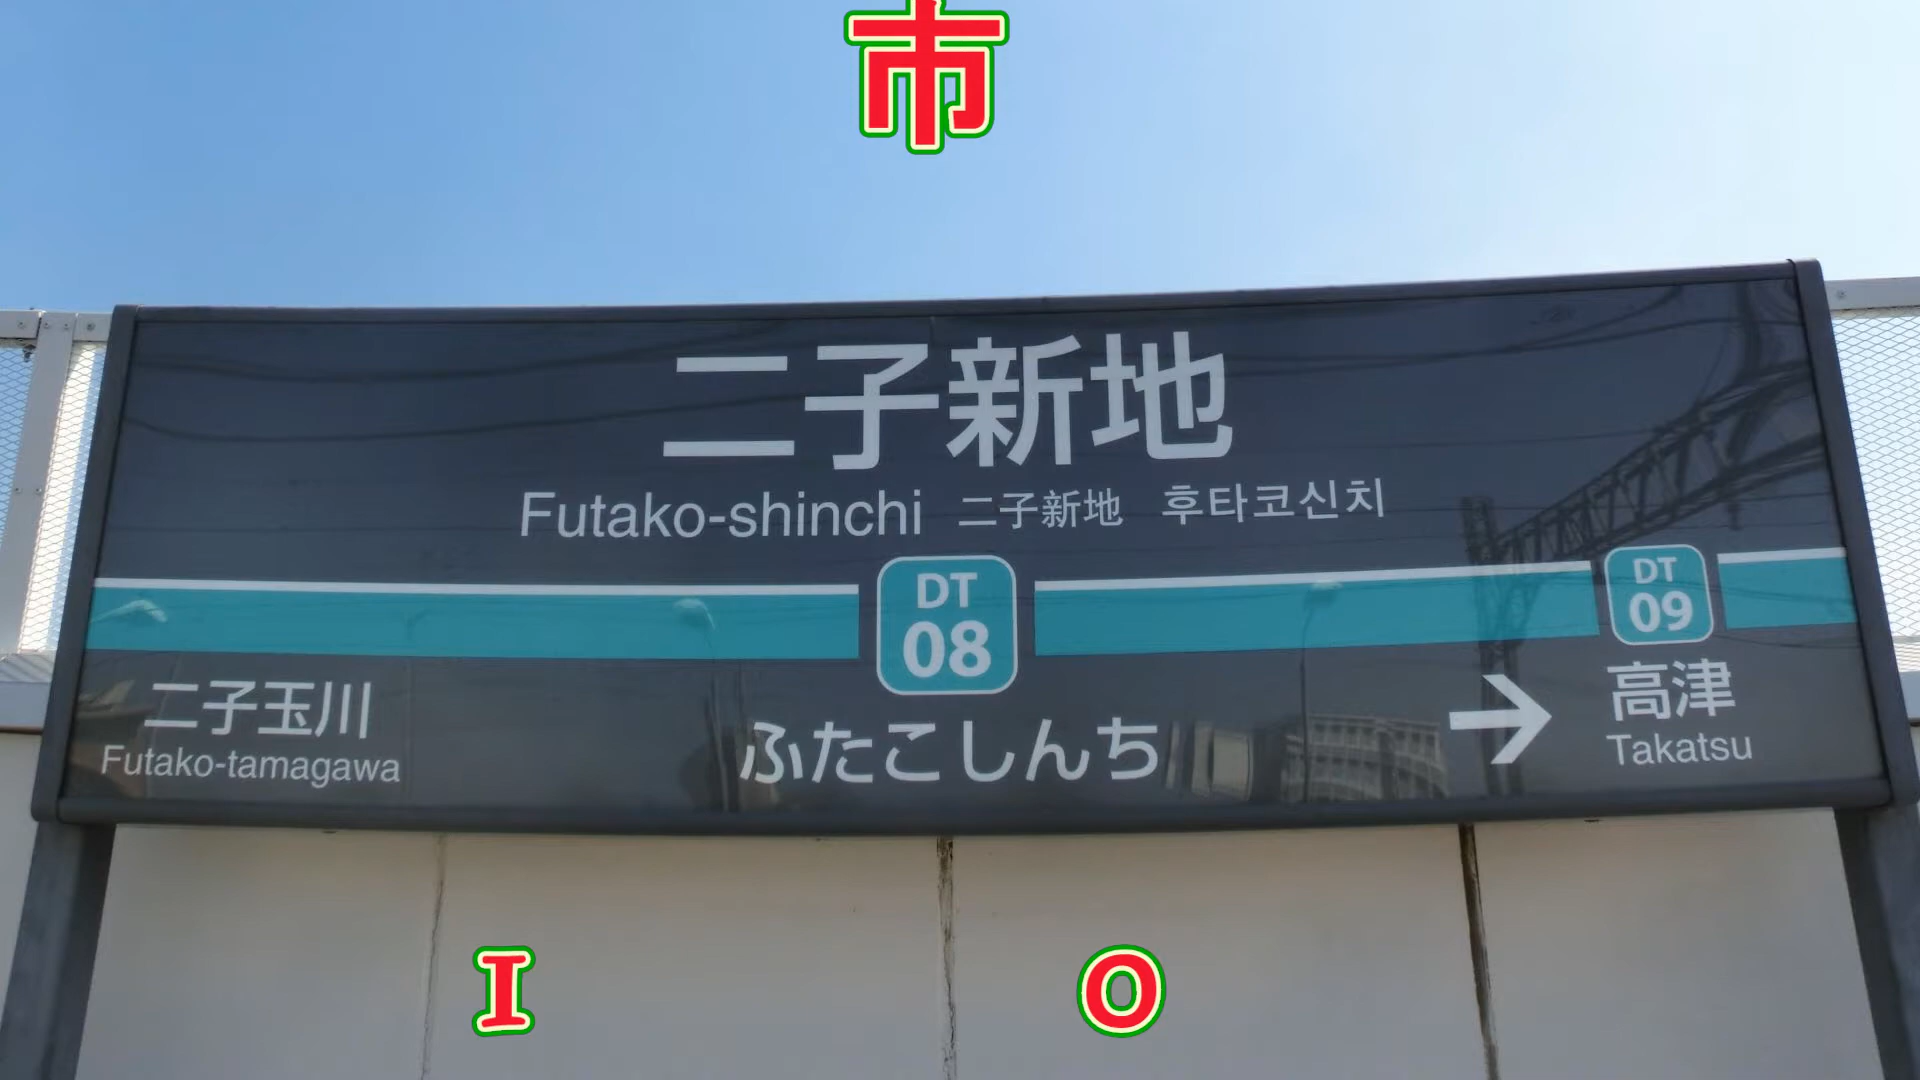 市
二子新地
Futako-shinchi 二子新地 후타코신치
DT 08
DT 09
二子玉川
Futako-tamagawa
ふたこしんち
→ 高津
Takatsu
I O